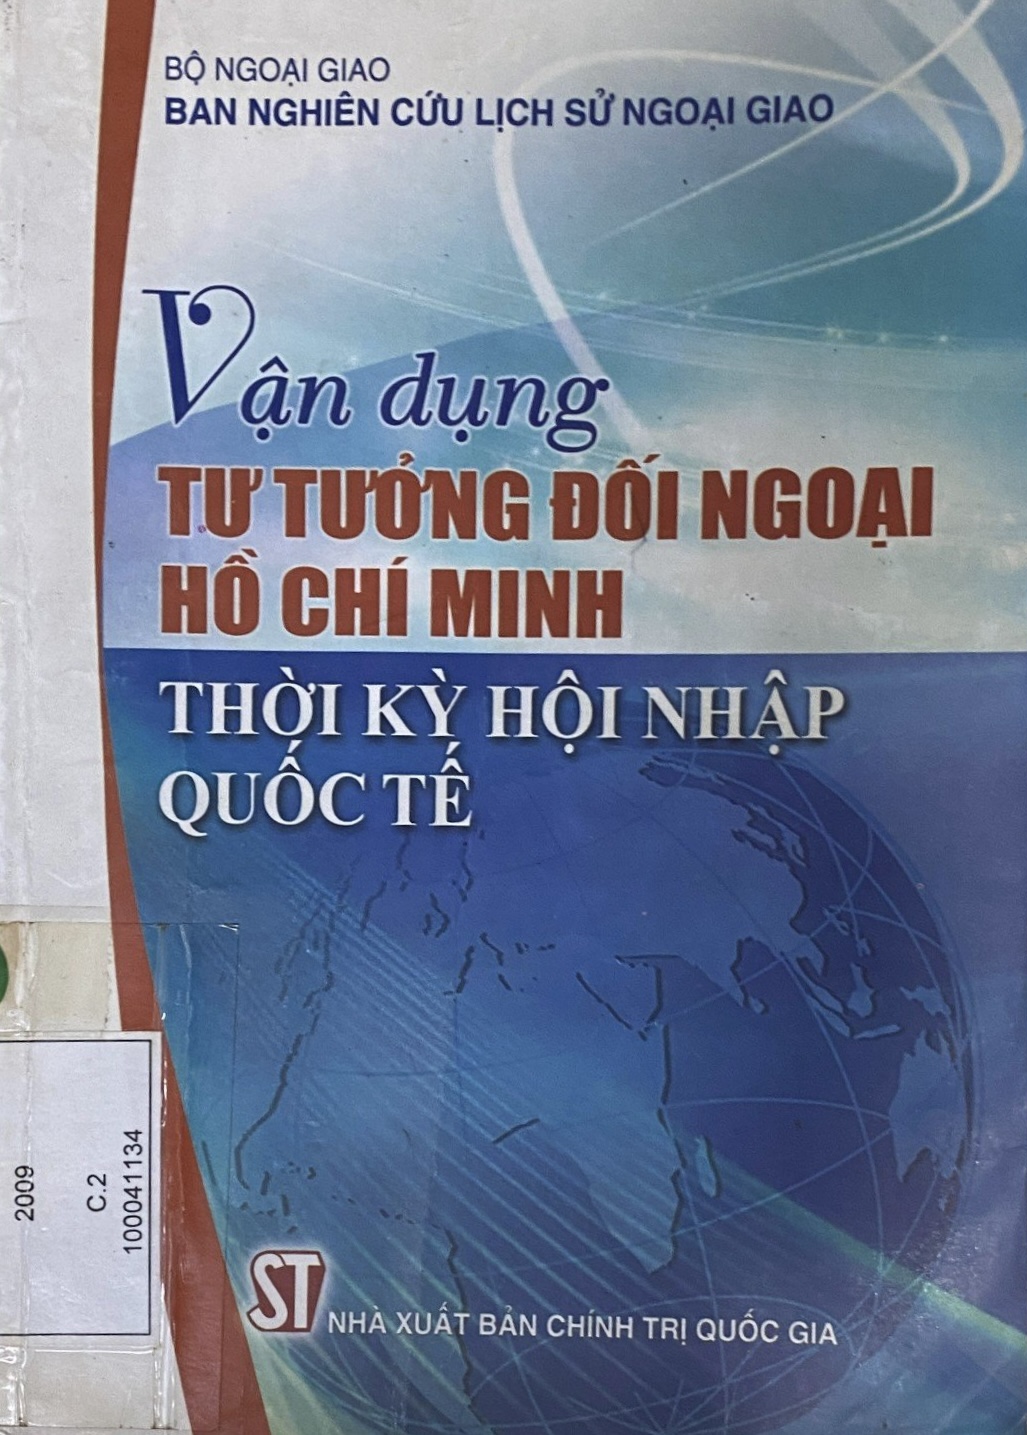 BỘ NGOẠI GIAO
BAN NGHIÊN CỨU LỊCH SỬ NGOẠI GIAO
Vận dụng
TƯ TƯỞNG ĐỐI NGOẠI
HỒ CHÍ MINH
THỜI KỲ HỘI NHẬP
QUỐC TẾ
2009
C.2
100041134
ST
NHÀ XUẤT BẢN CHÍNH TRỊ QUỐC GIA